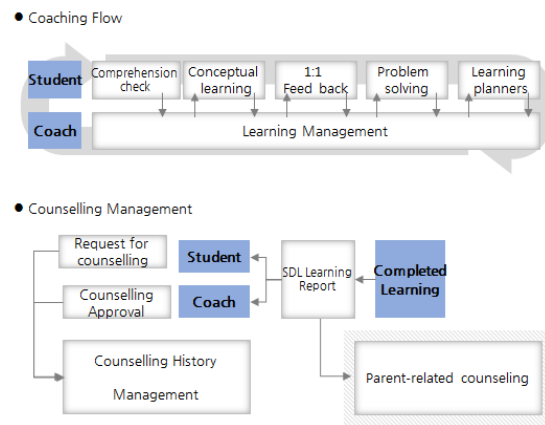 ● Coaching Flow
Student
Comprehension
check
Conceptual
learning
1:1
Feed back
Problem
solving
Learning
planners
Coach
Learning Management
● Counselling Management
Request for
counselling
Student
SDL Learning
Report
Completed
Learning
Counselling
Approval
Coach
Counselling History
Management
Parent-related counseling